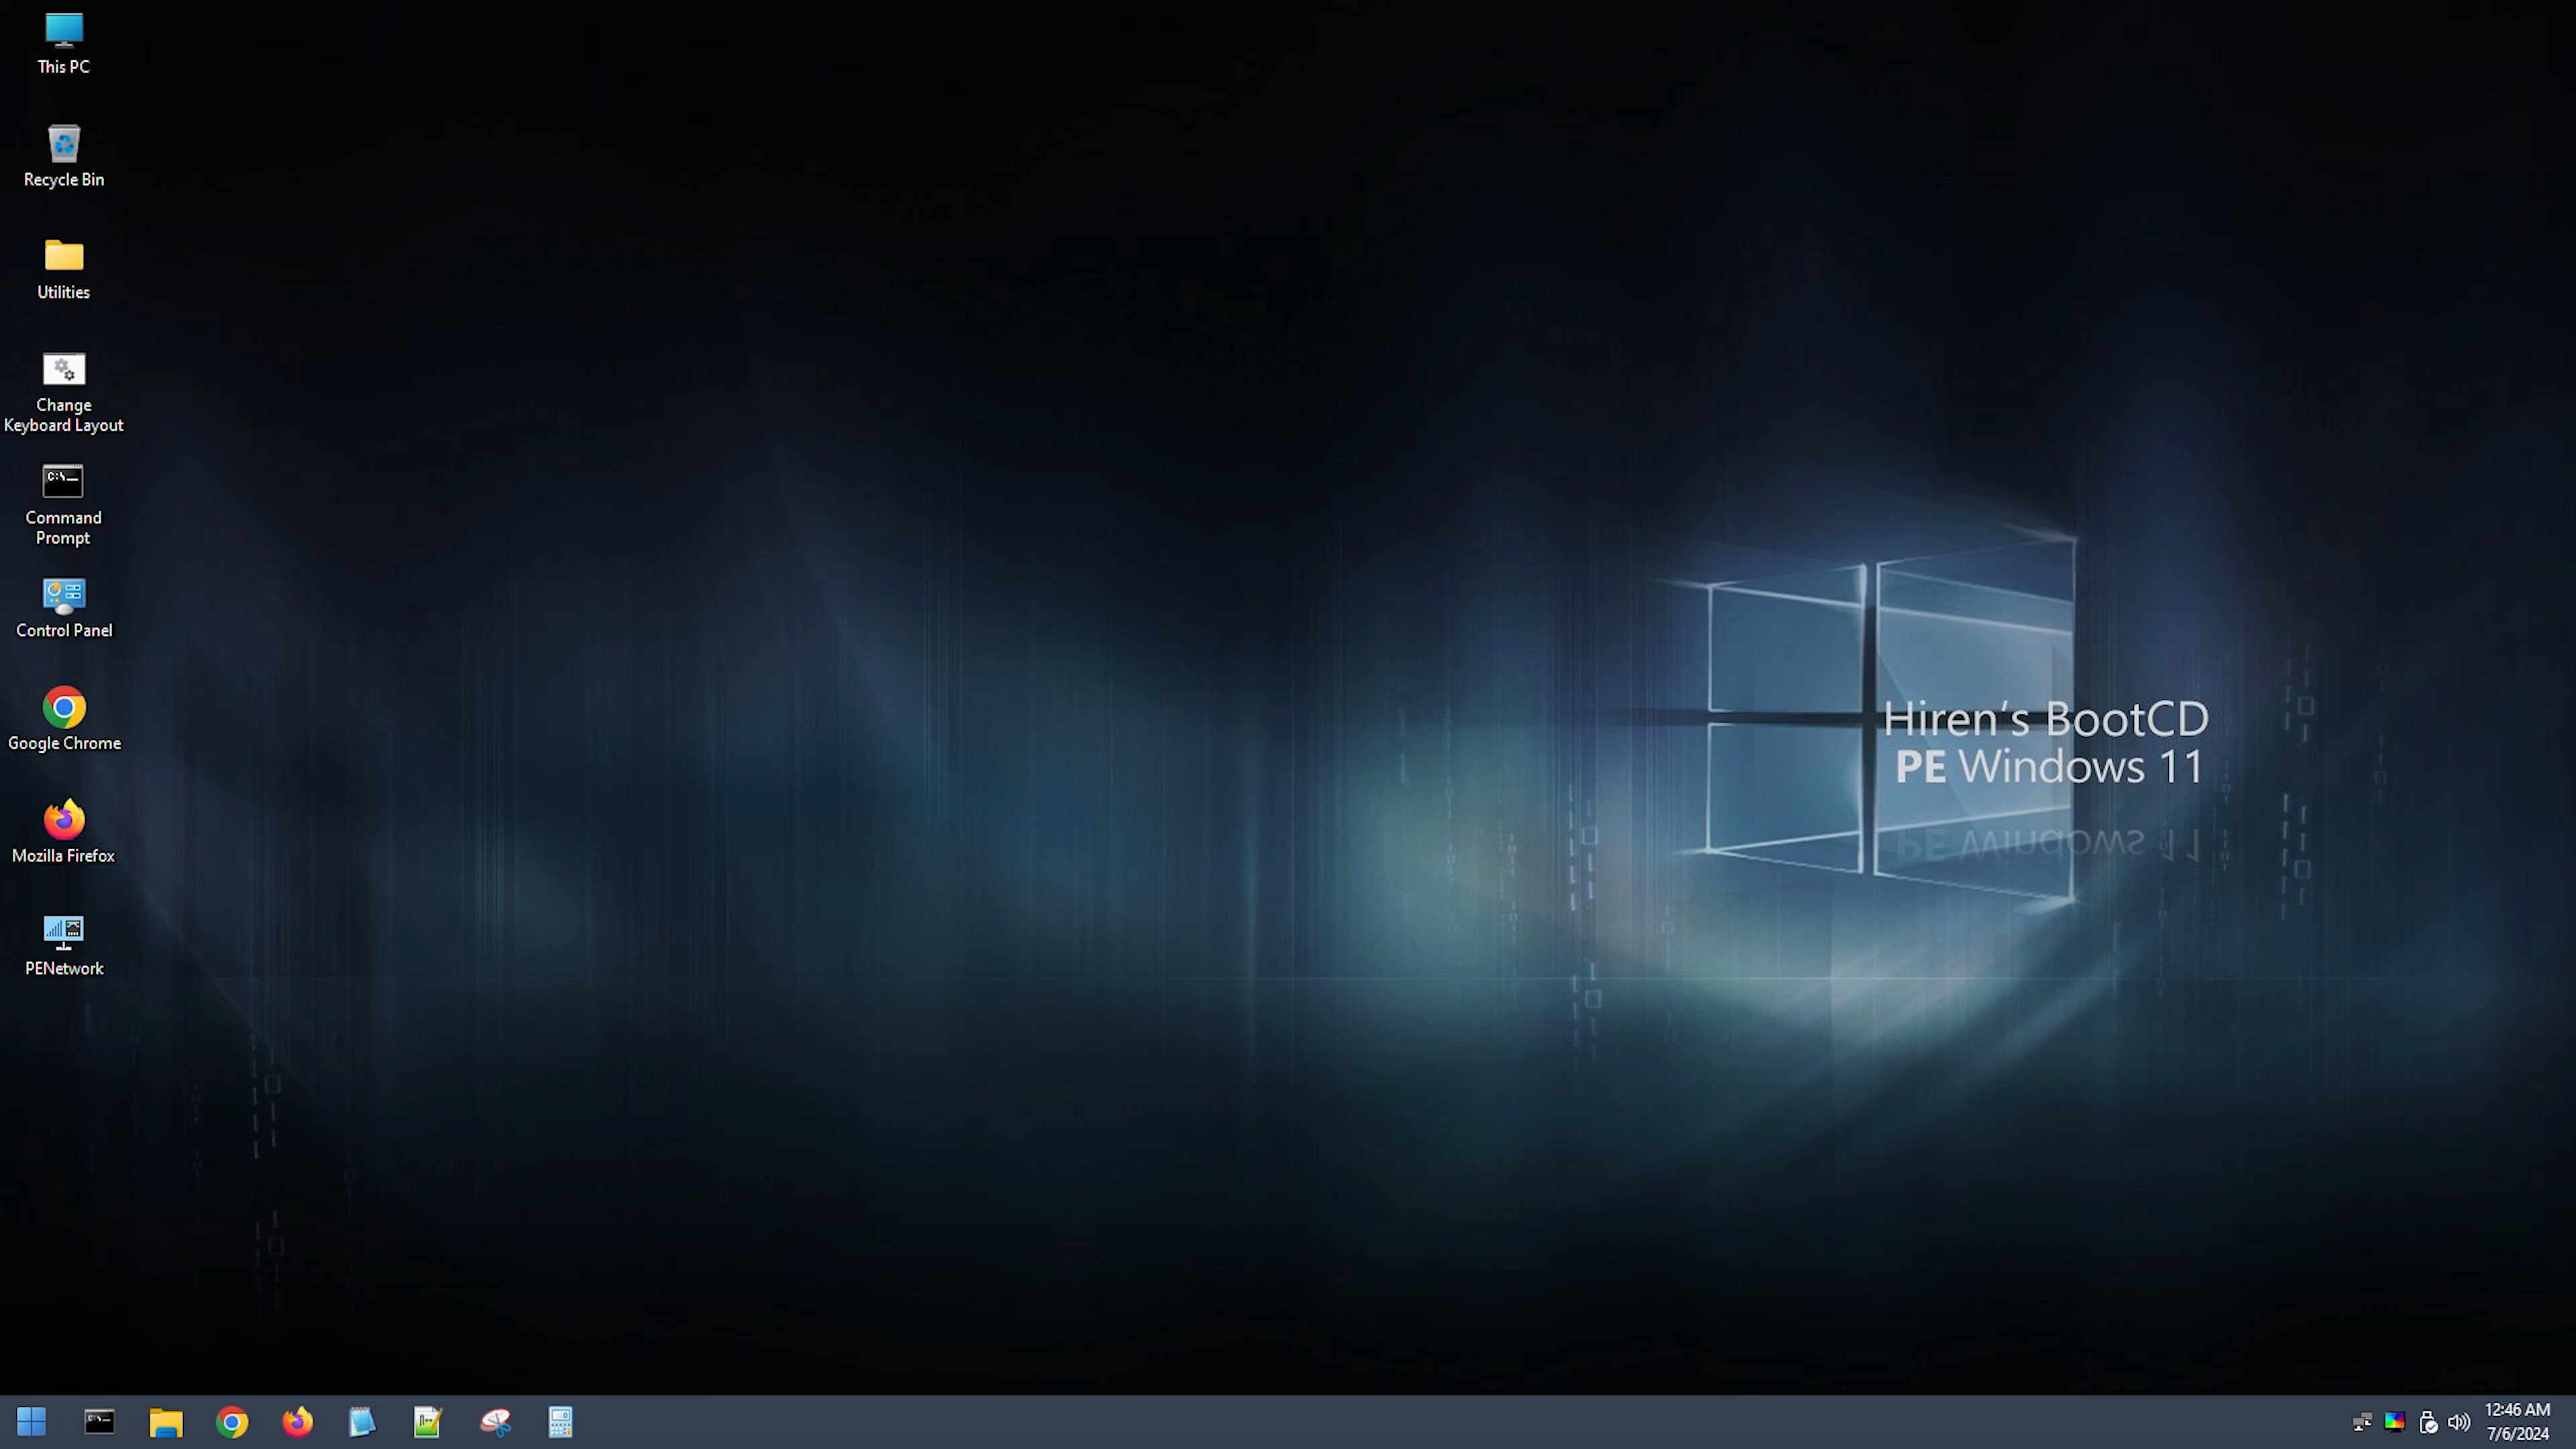 This PC
Recycle Bin
Utilities
Change
Keyboard Layout
Command
Prompt
Control Panel
Google Chrome
Mozilla Firefox
PENetwork
Hiren's BootCD
PE Windows 11
12:46 AM
7/6/2024